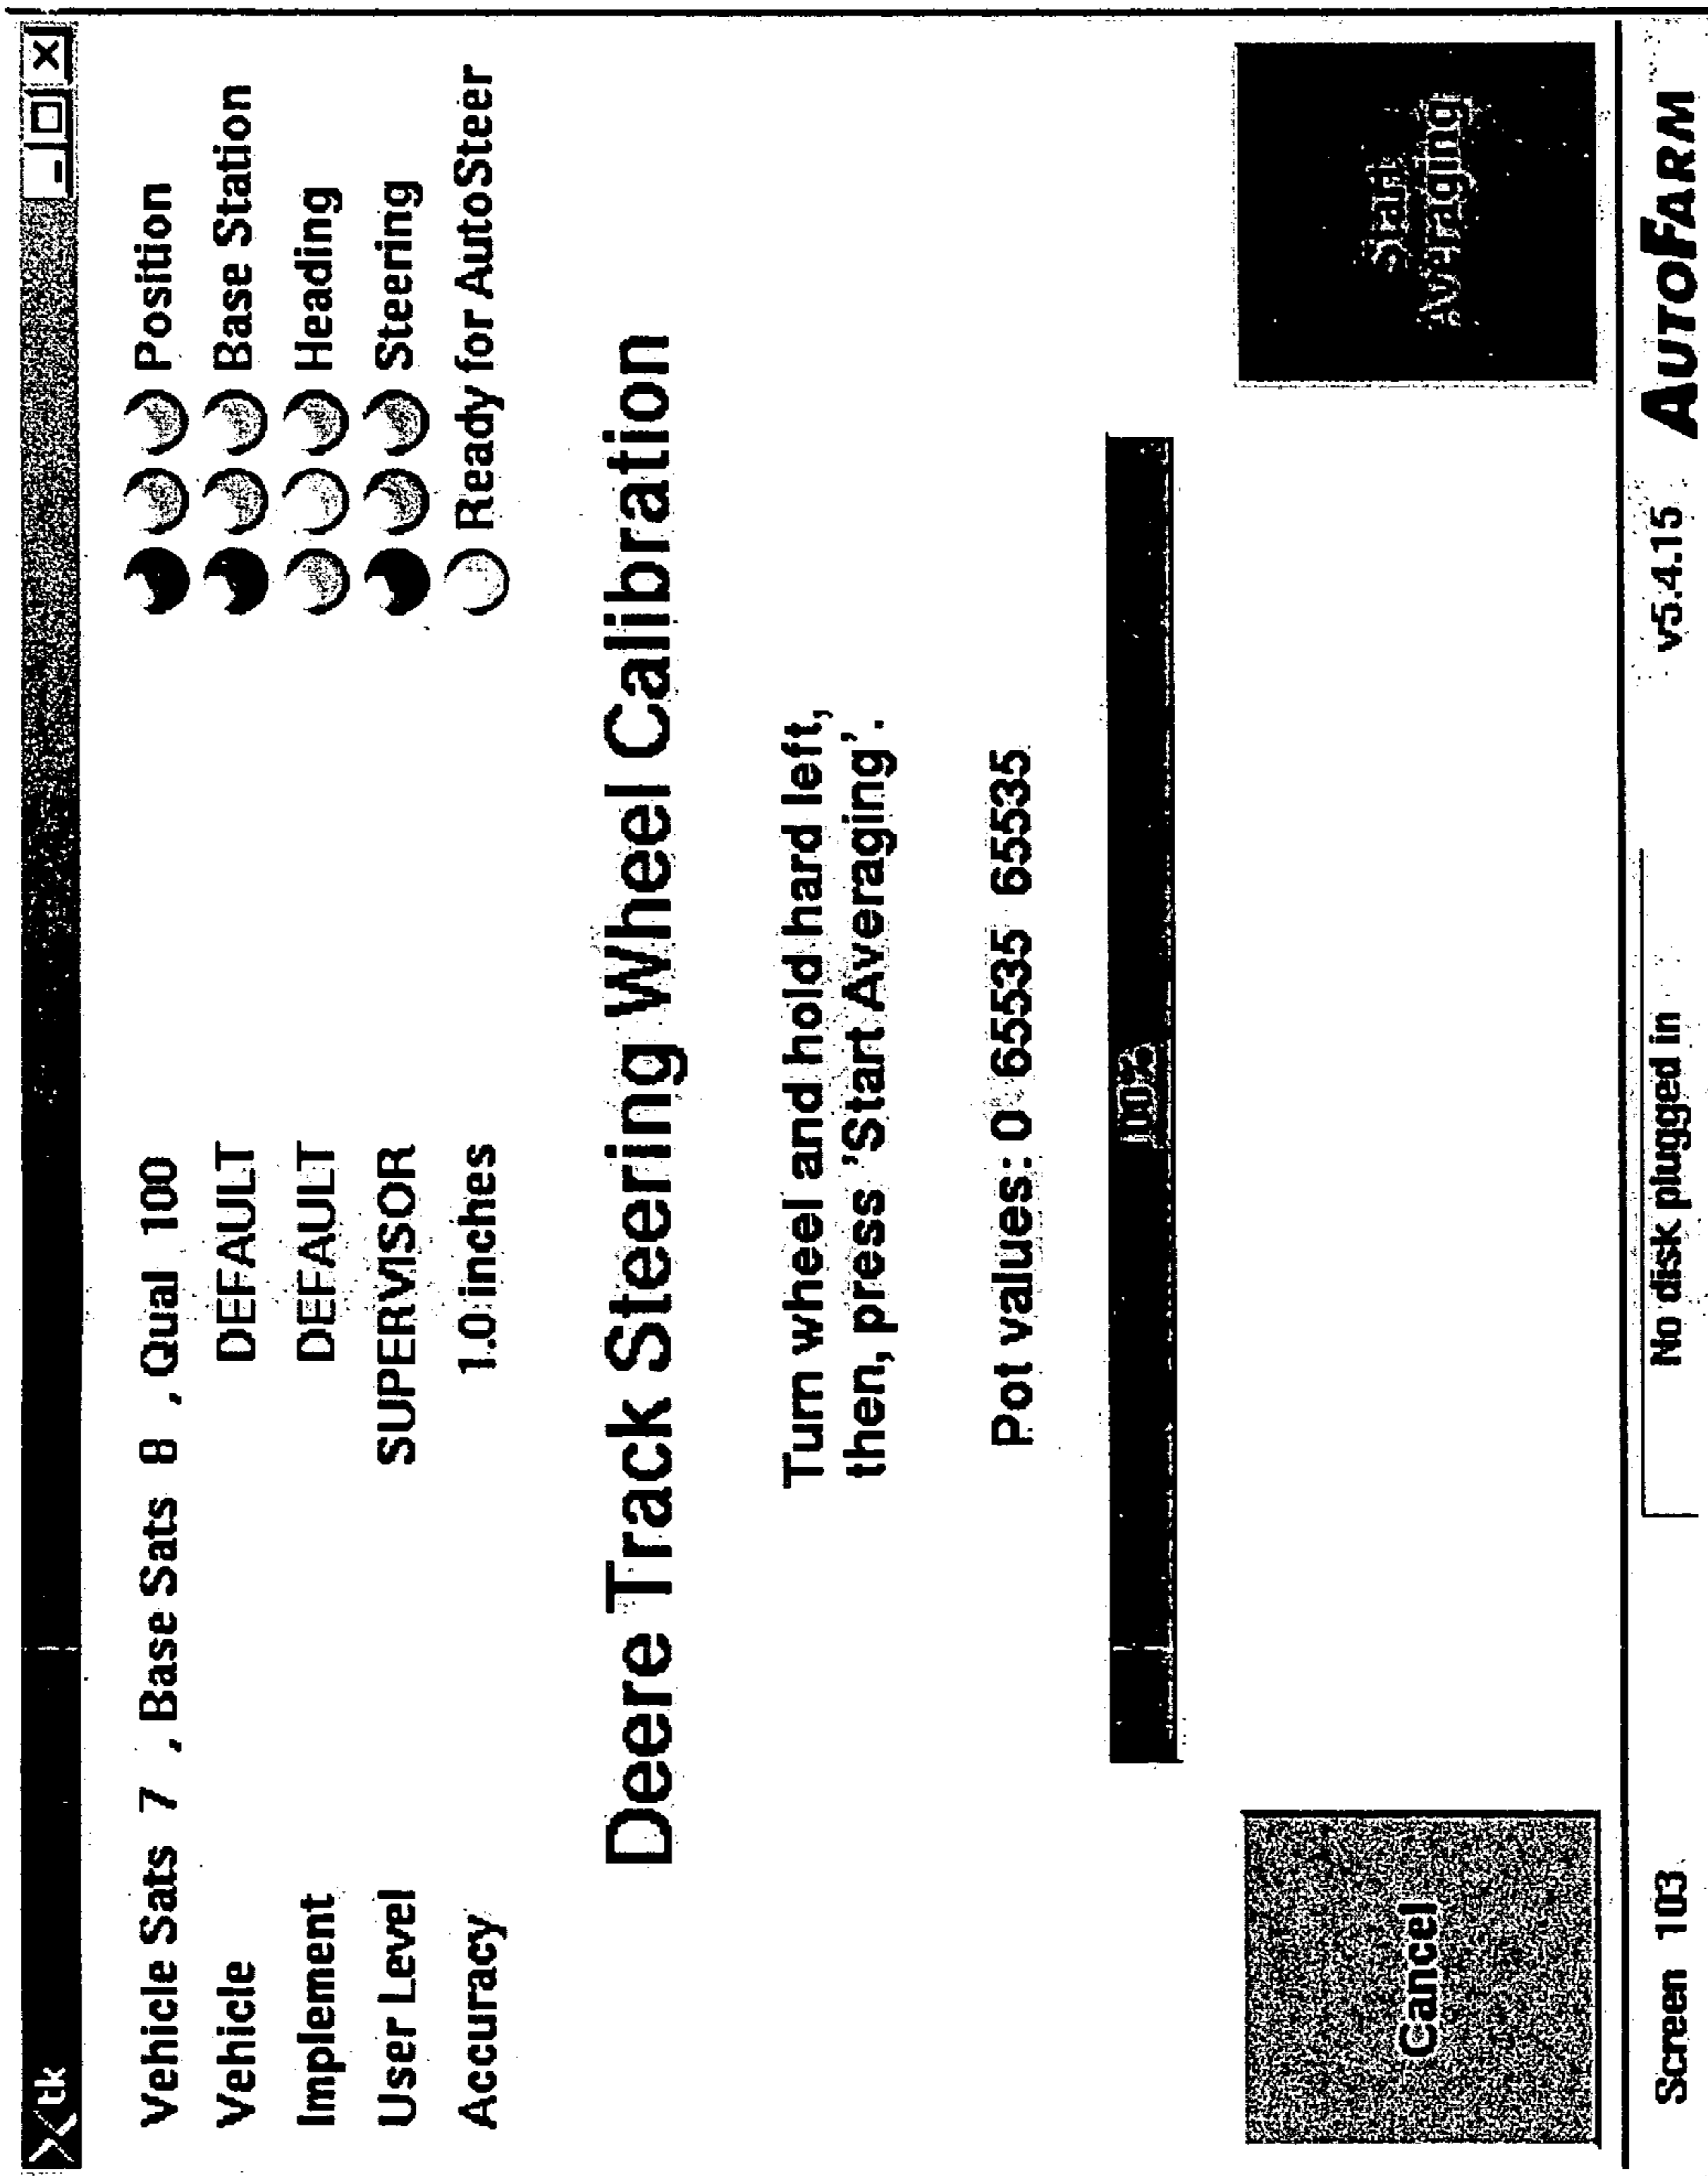 tk
Vehicle Sats 7 , Base Sats 8 , Qual 100
Position
Vehicle DEFAULT
Base Station
Implement DEFAULT
Heading
User Level SUPERVISOR
Steering
Accuracy 1.0 inches
Ready for AutoSteer
Deere Track Steering Wheel Calibration
Turn wheel and hold hard left,
then, press 'Start Averaging'.
Pot values: 0 65535 65535
100%
Cancel
Start
Averaging
Screen 103
No disk plugged in
v5.4.15
AUTOFARM